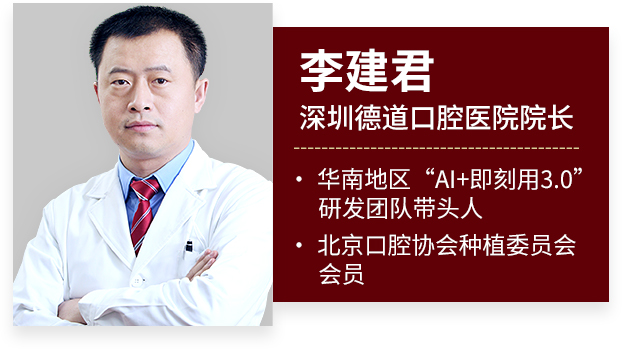 李建君
深圳德道口腔医院院长
• 华南地区“AI+即刻用3.0”
研发团队带头人
• 北京口腔协会种植委员会
会员